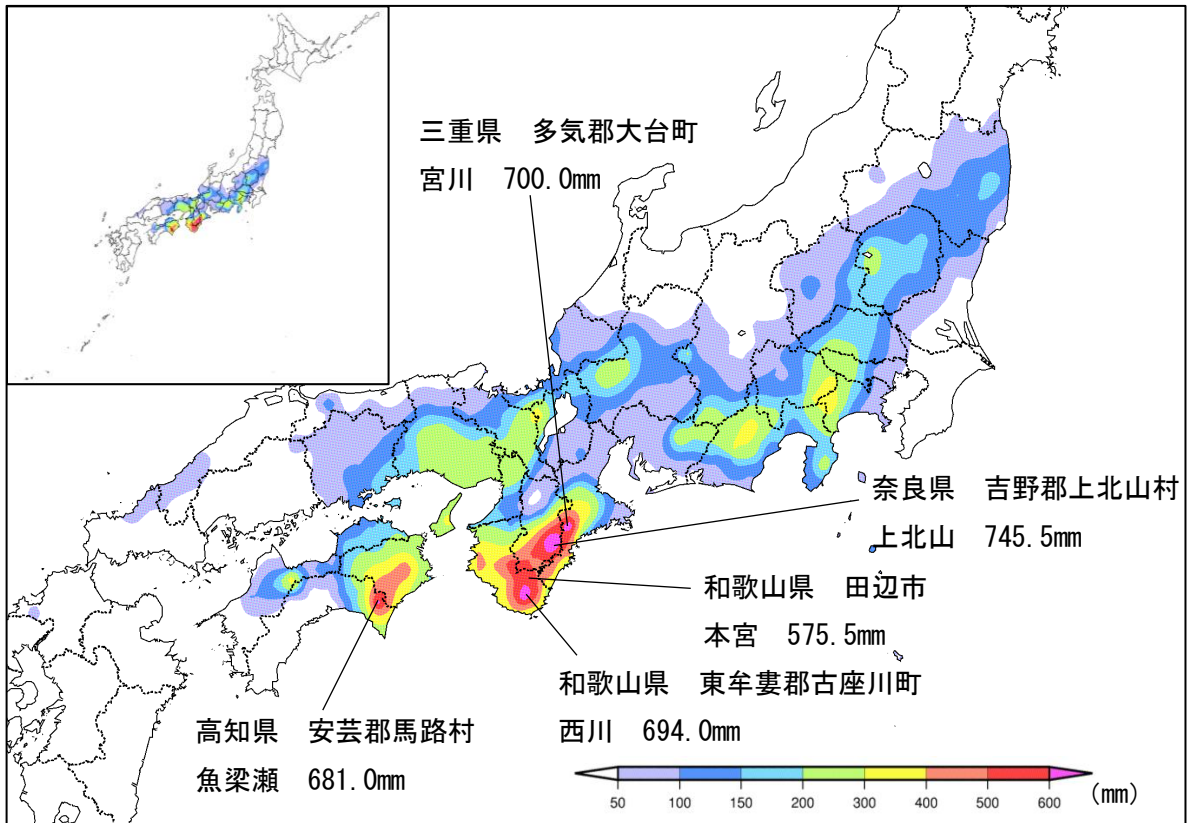 三重県　多気郡大台町
宮川　700.0mm
奈良県　吉野郡上北山村
上北山　745.5mm
和歌山県　田辺市
本宮　575.5mm
和歌山県　東牟婁郡古座川町
西川　694.0mm
高知県　安芸郡馬路村
魚梁瀬　681.0mm
50 100 150 200 300 400 500 600 (mm)